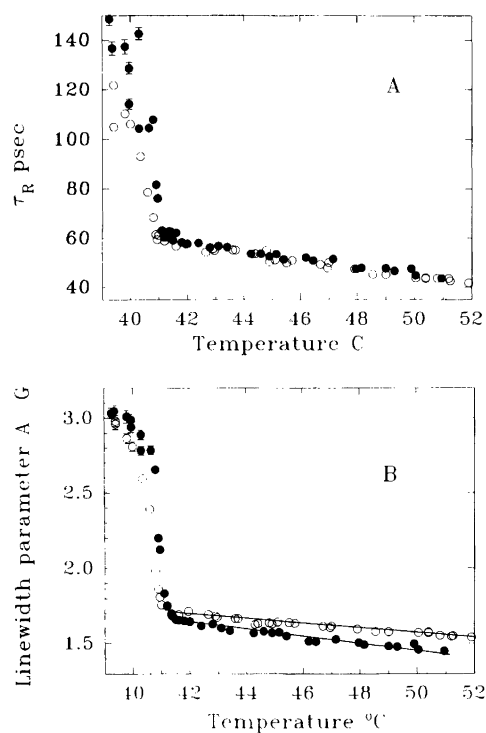 140
120
100
80
60
40
τR psec
A
40 42 44 46 48 50 52
Temperature C
3.0
2.5
2.0
1.5
Linewidth parameter A G
B
40 42 44 46 48 50 52
Temperature ºC